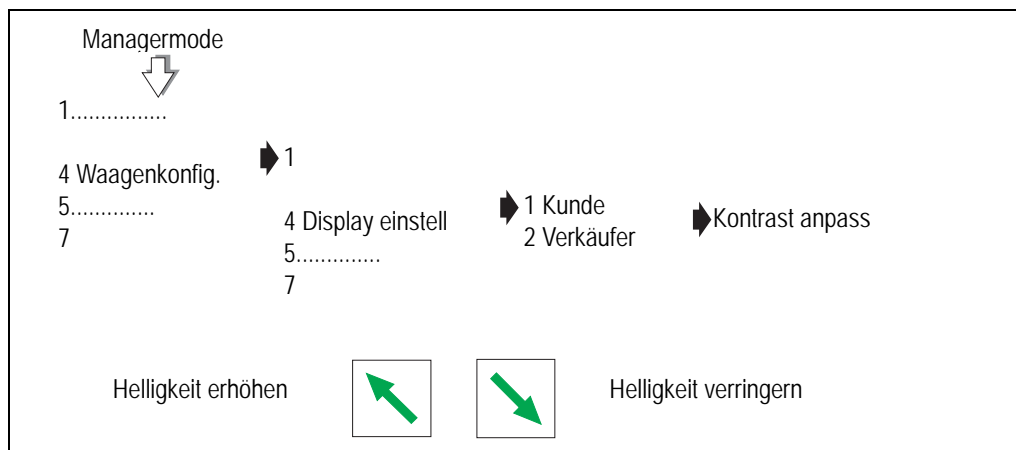 Managermode
1................
4 Waagenkonfig.
5..............
7
1
4 Display einstell
5..............
7
1 Kunde
2 Verkäufer
Kontrast anpass
Helligkeit erhöhen
Helligkeit verringern